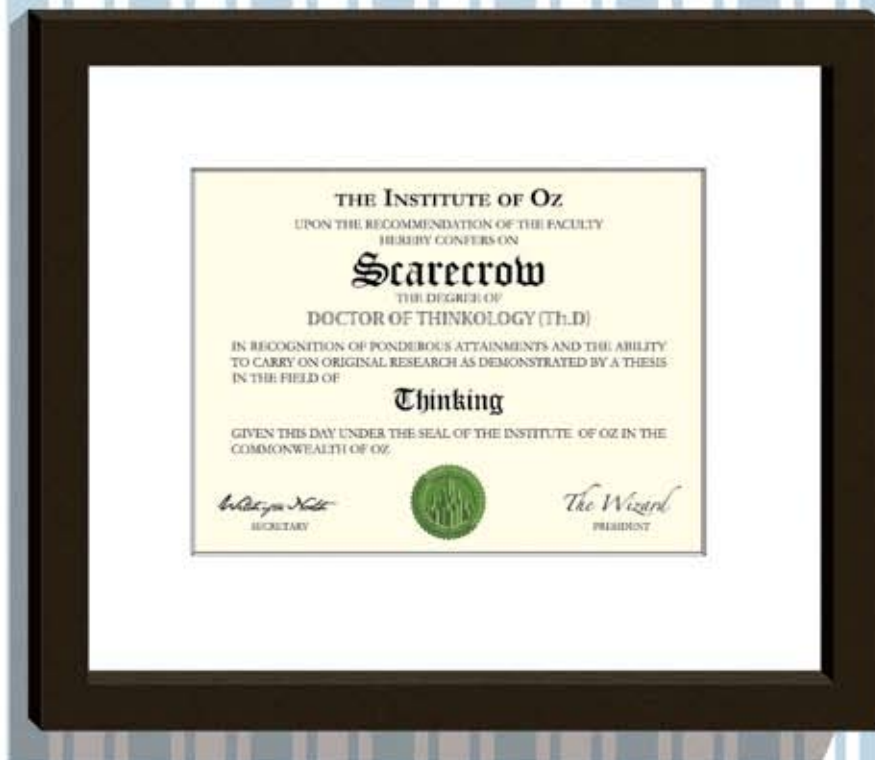 THE INSTITUTE OF OZ
UPON THE RECOMMENDATION OF THE FACULTY
HEREBY CONFERS ON
Scarecrow
THE DEGREE OF
DOCTOR OF THINKOLOGY (Th.D)
IN RECOGNITION OF PONDEROUS ATTAINMENTS AND THE ABILITY
TO CARRY ON ORIGINAL RESEARCH AS DEMONSTRATED BY A THESIS
IN THE FIELD OF
Thinking
GIVEN THIS DAY UNDER THE SEAL OF THE INSTITUTE OF OZ IN THE
COMMONWEALTH OF OZ
The Wizard
SECRETARY
PRESIDENT